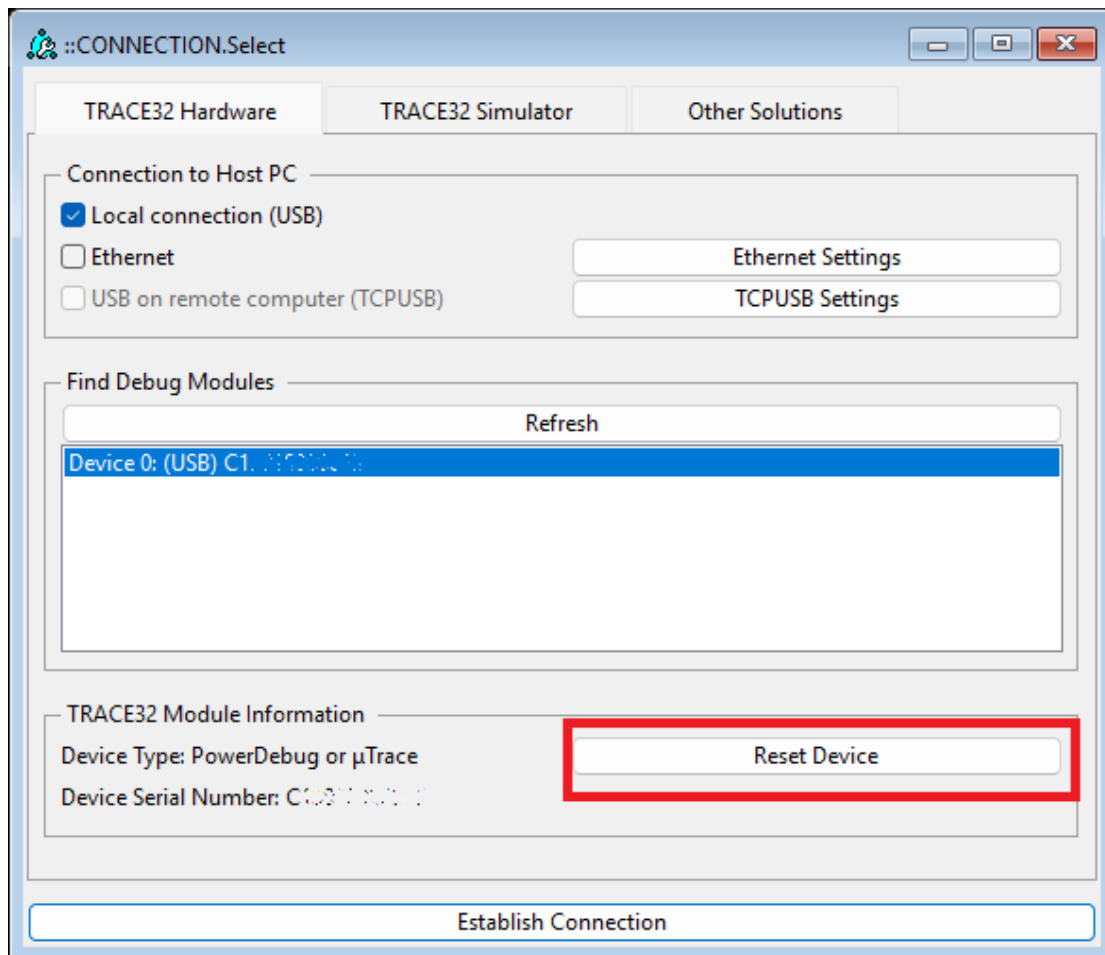 ::CONNECTION.Select
TRACE32 Hardware
TRACE32 Simulator
Other Solutions
Connection to Host PC
Local connection (USB)
Ethernet
Ethernet Settings
USB on remote computer (TCPUSB)
TCPUSB Settings
Find Debug Modules
Refresh
Device 0: (USB)
TRACE32 Module Information
Device Type: PowerDebug or µTrace
Reset Device
Device Serial Number:
Establish Connection